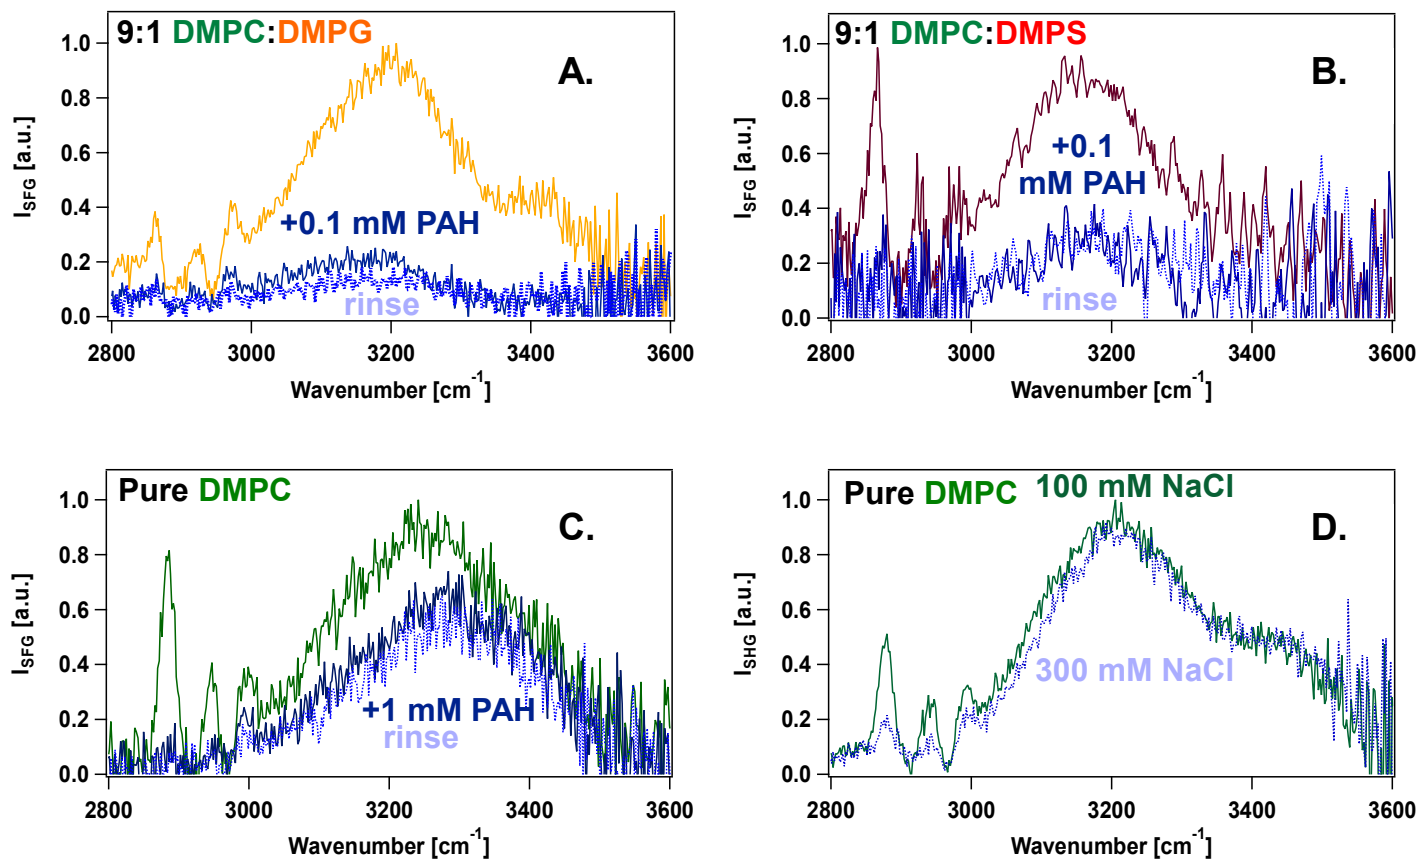 9:1 DMPC:DMPG
A.
1.0
0.8
0.6
0.4
0.2
0.0
I_SFG [a.u.]
+0.1 mM PAH
rinse
2800 3000 3200 3400 3600
Wavenumber [cm⁻¹]
9:1 DMPC:DMPS
B.
1.0
0.8
0.6
0.4
0.2
0.0
I_SFG [a.u.]
+0.1
mM PAH
rinse
2800 3000 3200 3400 3600
Wavenumber [cm⁻¹]
Pure DMPC
C.
1.0
0.8
0.6
0.4
0.2
0.0
I_SFG [a.u.]
+1 mM PAH
rinse
2800 3000 3200 3400 3600
Wavenumber [cm⁻¹]
Pure DMPC
100 mM NaCl
D.
1.0
0.8
0.6
0.4
0.2
0.0
I_SHG [a.u.]
300 mM NaCl
2800 3000 3200 3400 3600
Wavenumber [cm⁻¹]